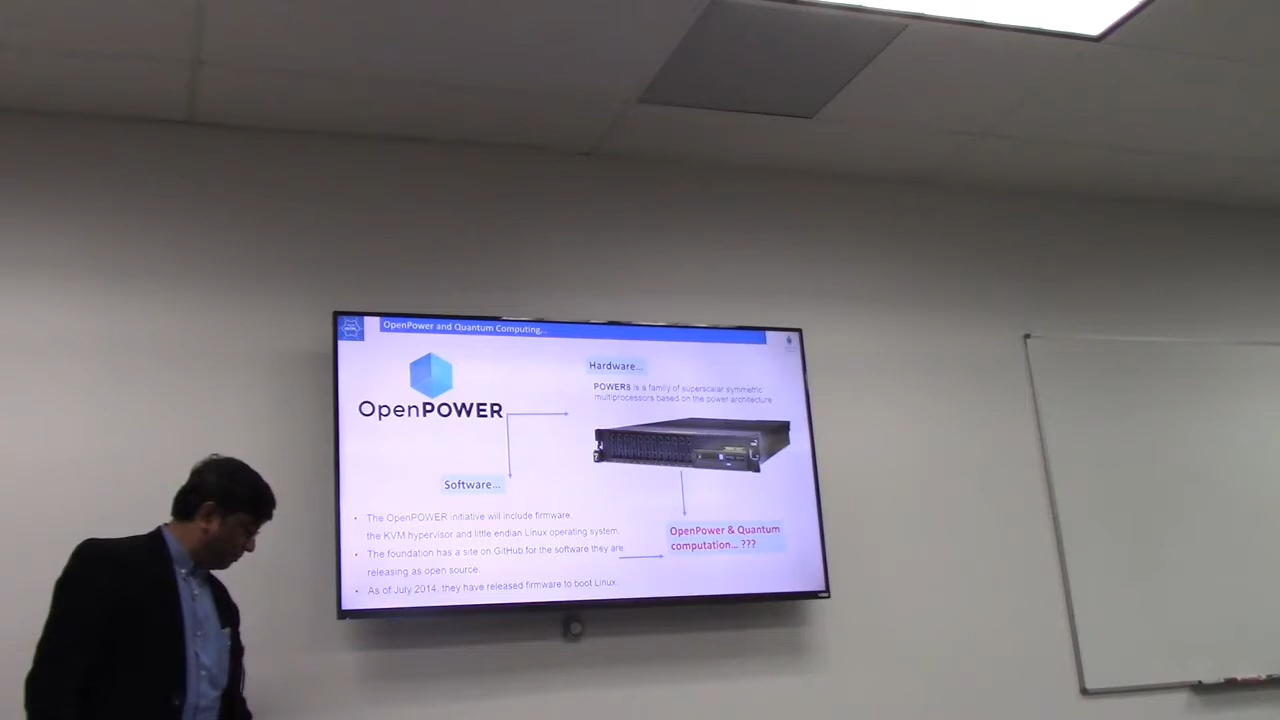 OpenPower and Quantum Computing...
OpenPOWER
Hardware...
POWER8 is a family of superscalar symmetric
multiprocessors based on the power architecture
Software...
• The OpenPOWER initiative will include firmware,
the KVM hypervisor and little endian Linux operating system.
• The foundation has a site on GitHub for the software they are
releasing as open source.
• As of July 2014, they have released firmware to boot Linux.
OpenPower & Quantum
computation... ???